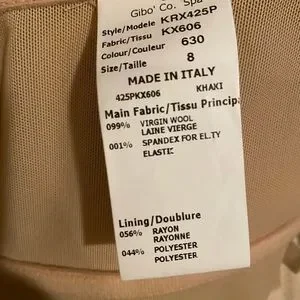 Gibo' Co. Spa
Style/Modele KRX425P
Fabric/Tissu KX606
Colour/Couleur 630
Size/Taille 8
MADE IN ITALY
425PKX606 KHAKI
Main Fabric/Tissu Principa
099% VIRGIN WOOL
LAINE VIERGE
001% SPANDEX FOR EL.TY
ELASTIC
Lining/Doublure
056% RAYON
RAYONNE
044% POLYESTER
POLYESTER